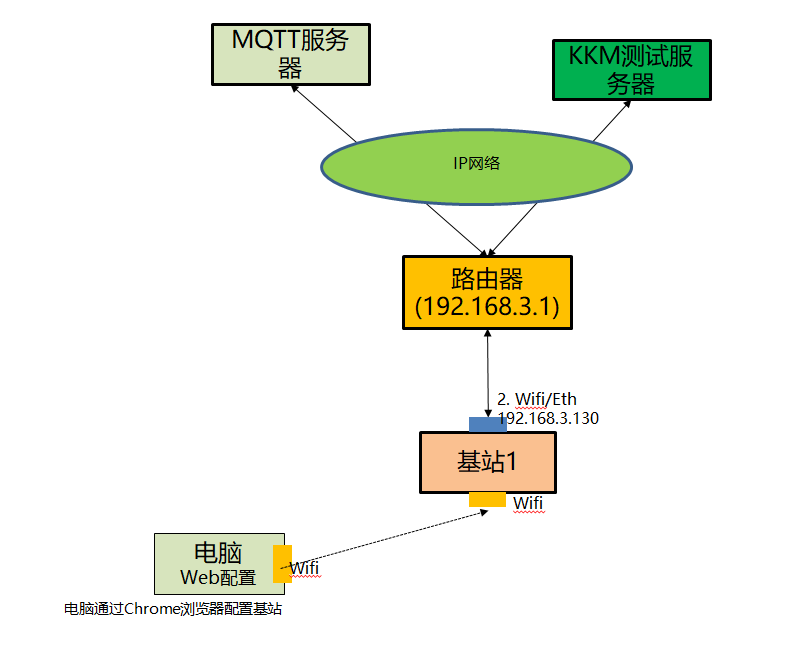 MQTT服务
器
KKM测试服
务器
IP网络
路由器
(192.168.3.1)
2. Wifi/Eth
192.168.3.130
基站1
Wifi
电脑
Web配置
Wifi
电脑通过Chrome浏览器配置基站